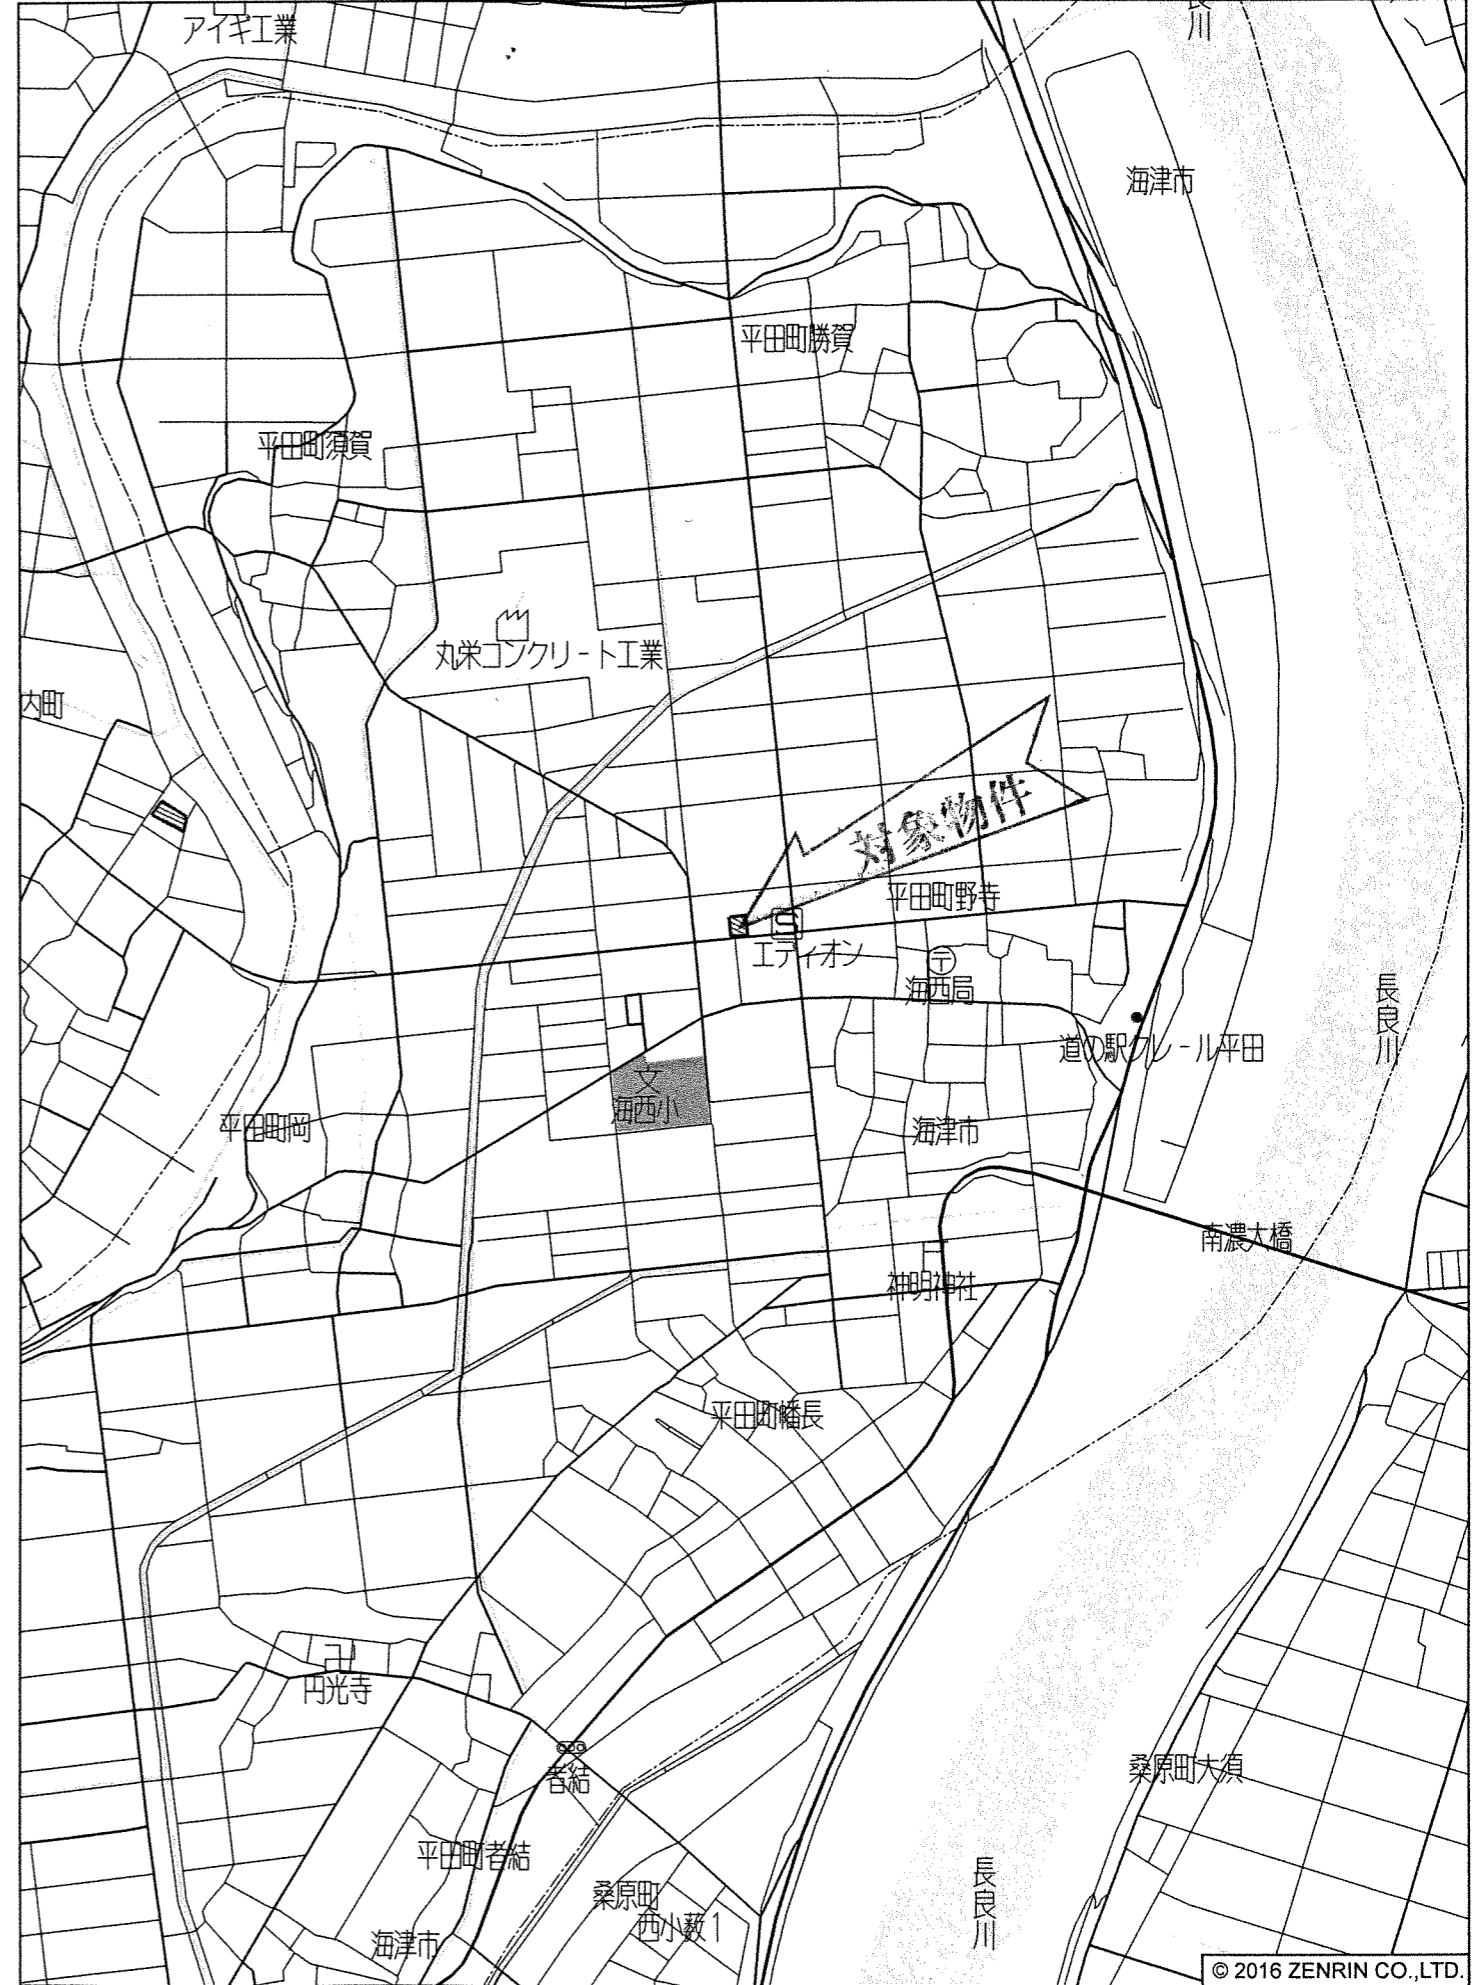 アイギ工業
長良川
海津市
平田町勝賀
平田町須賀
丸栄コンクリート工業
内町
対象物件
平田町野寺
エディオン
海西局
長良川
道の駅クレール平田
文
海西小
平田町岡
海津市
南濃大橋
神明神社
平田町幡長
円光寺
者結
桑原町大須
平田町者結
桑原町
西小薮1
長良川
海津市
© 2016 ZENRIN CO.,LTD.